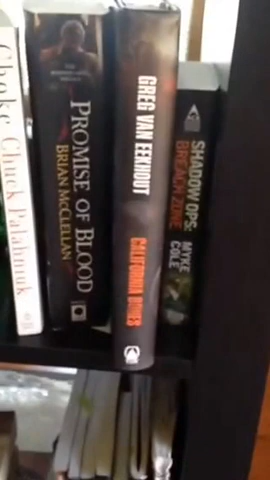 Choke
Chuck Palahniuk
PROMISE OF BLOOD
BRIAN MCCLELLAN
GREG VAN EEKHOUT
CALIFORNIA BONES
SHADOW OPS:
BREACH ZONE
MYKE
COLE